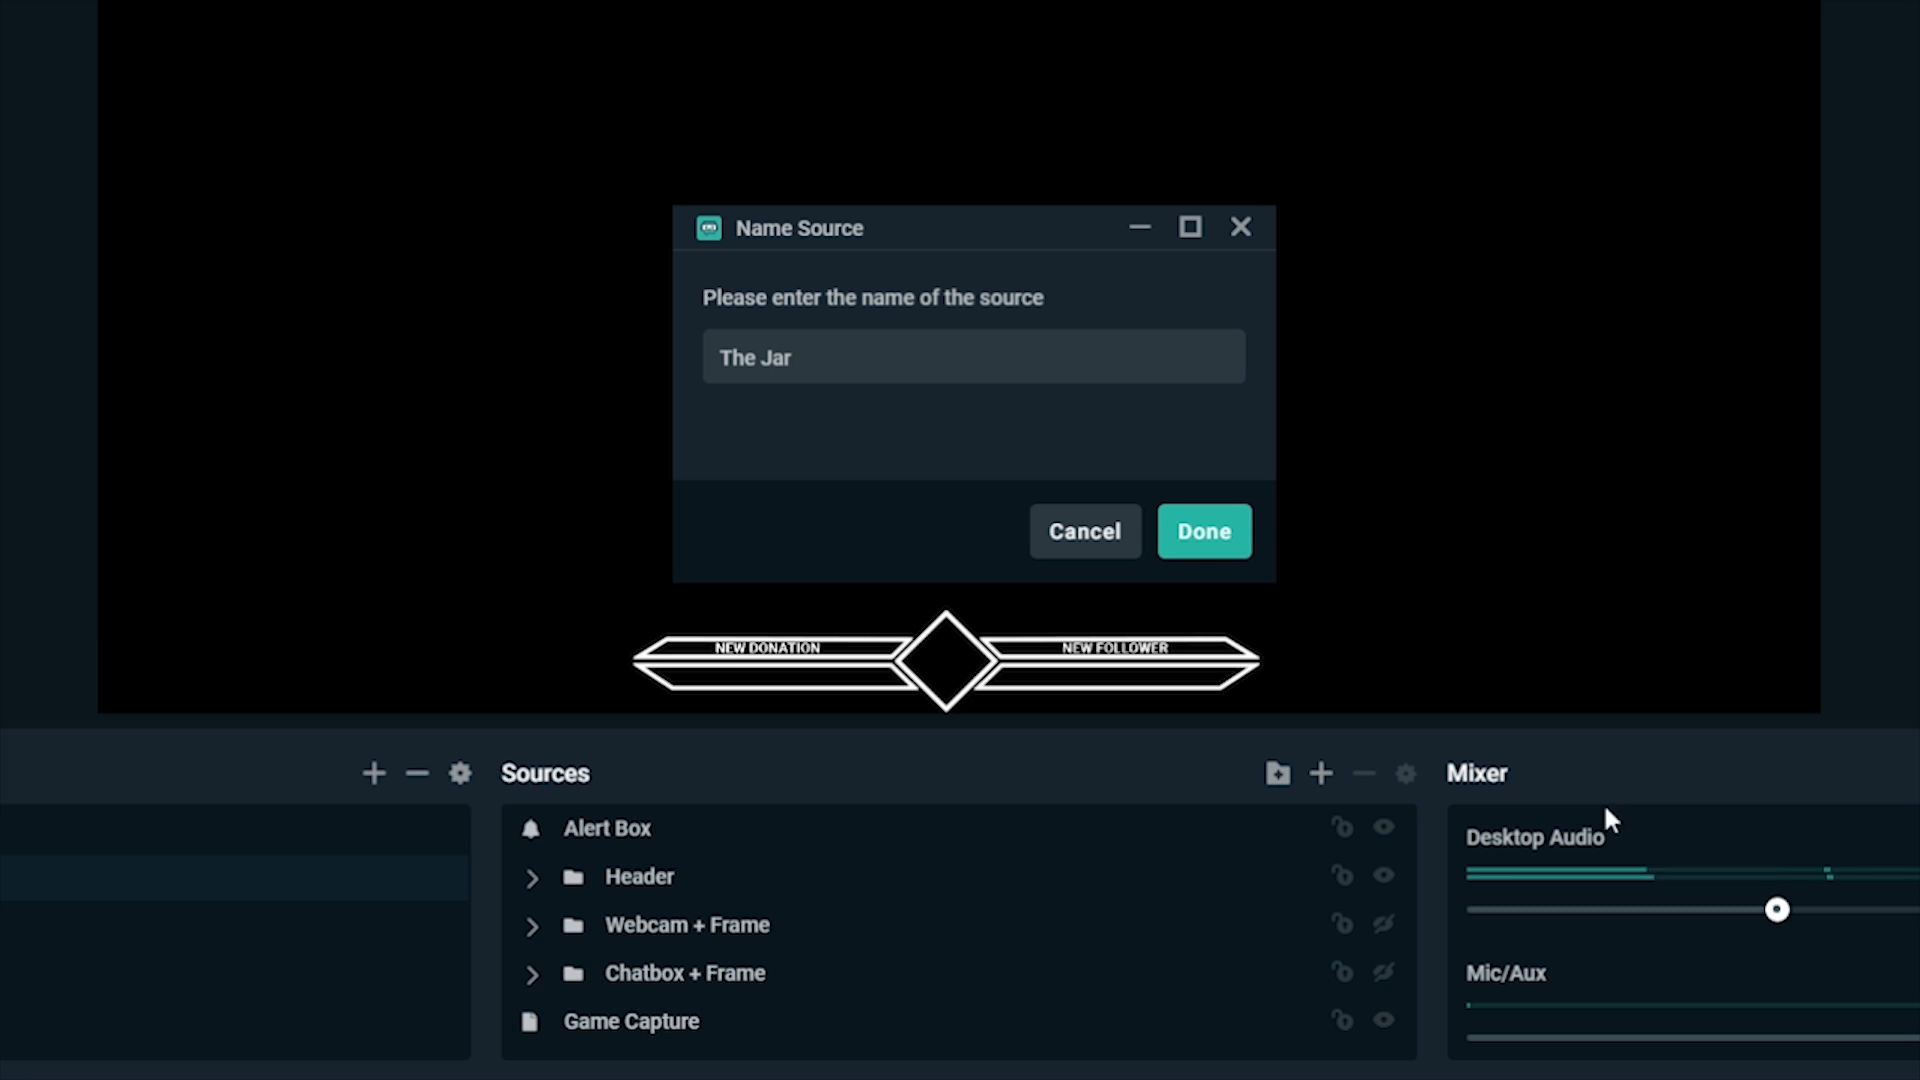 Name Source
Please enter the name of the source
The Jar
Cancel
Done
NEW DONATION
NEW FOLLOWER
Sources
Mixer
Alert Box
Header
Webcam + Frame
Chatbox + Frame
Game Capture
Desktop Audio
Mic/Aux